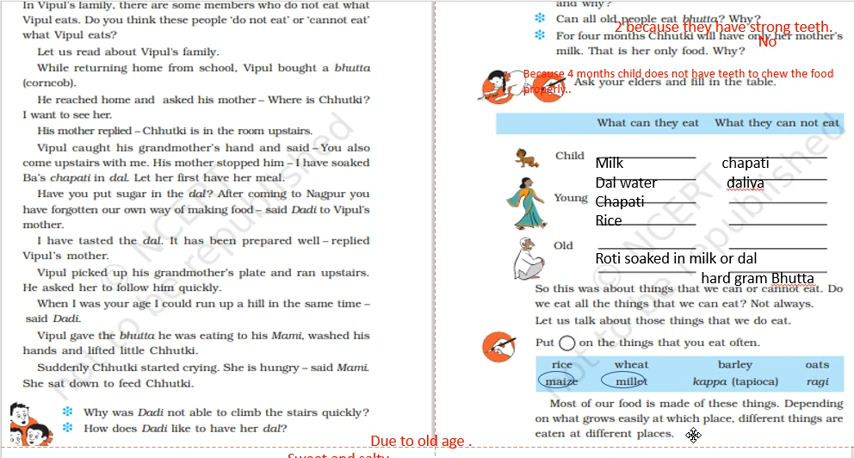 In Vipul's family, there are some members who do not eat what
Vipul eats. Do you think these people 'do not eat' or 'cannot eat'
what Vipul eats?
Let us read about Vipul's family.
While returning home from school, Vipul bought a bhutta
(corncob).
He reached home and asked his mother – Where is Chhutki?
I want to see her.
His mother replied – Chhutki is in the room upstairs.
Vipul caught his grandmother's hand and said – You also
come upstairs with me. His mother stopped him – I have soaked
Ba's chapati in dal. Let her first have her meal.
Have you put sugar in the dal? After coming to Nagpur you
have forgotten our own way of making food – said Dadi to Vipul's
mother.
I have tasted the dal. It has been prepared well – replied
Vipul's mother.
Vipul picked up his grandmother's plate and ran upstairs.
He asked her to follow him quickly.
When I was your age I could run up a hill in the same time –
said Dadi.
Vipul gave the bhutta he was eating to his Mami, washed his
hands and lifted little Chhutki.
Suddenly Chhutki started crying. She is hungry – said Mami.
She sat down to feed Chhutki.
Why was Dadi not able to climb the stairs quickly?
How does Dadi like to have her dal?
Due to old age .
Sweet and salty
and why?
Can all old people eat bhutta? Why?
2 because they have strong teeth.
For four months Chhutki will have only her mother's
No
milk. That is her only food. Why?
Because 4 months child does not have teeth to chew the food
properly..
Ask your elders and fill in the table.
What can they eat What they can not eat
Child
Milk chapati
Dal water daliya
Young
Chapati
Rice
Old
Roti soaked in milk or dal
hard gram Bhutta
So this was about things that we can or cannot eat. Do
we eat all the things that we can eat? Not always.
Let us talk about those things that we do eat.
Put on the things that you eat often.
rice wheat barley oats
maize millet kappa (tapioca) ragi
Most of our food is made of these things. Depending
on what grows easily at which place, different things are
eaten at different places.
© NCERT
not to be republished
© NCERT
not to be republished